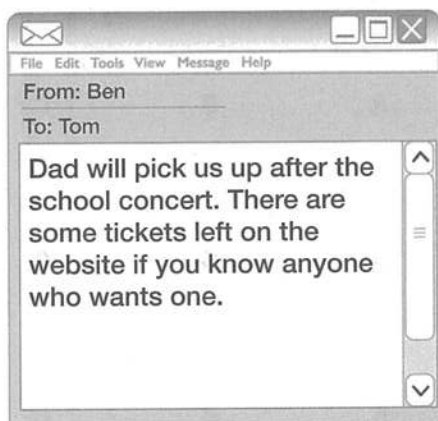 File Edit Tools View Message Help
From: Ben
To: Tom
Dad will pick us up after the
school concert. There are
some tickets left on the
website if you know anyone
who wants one.